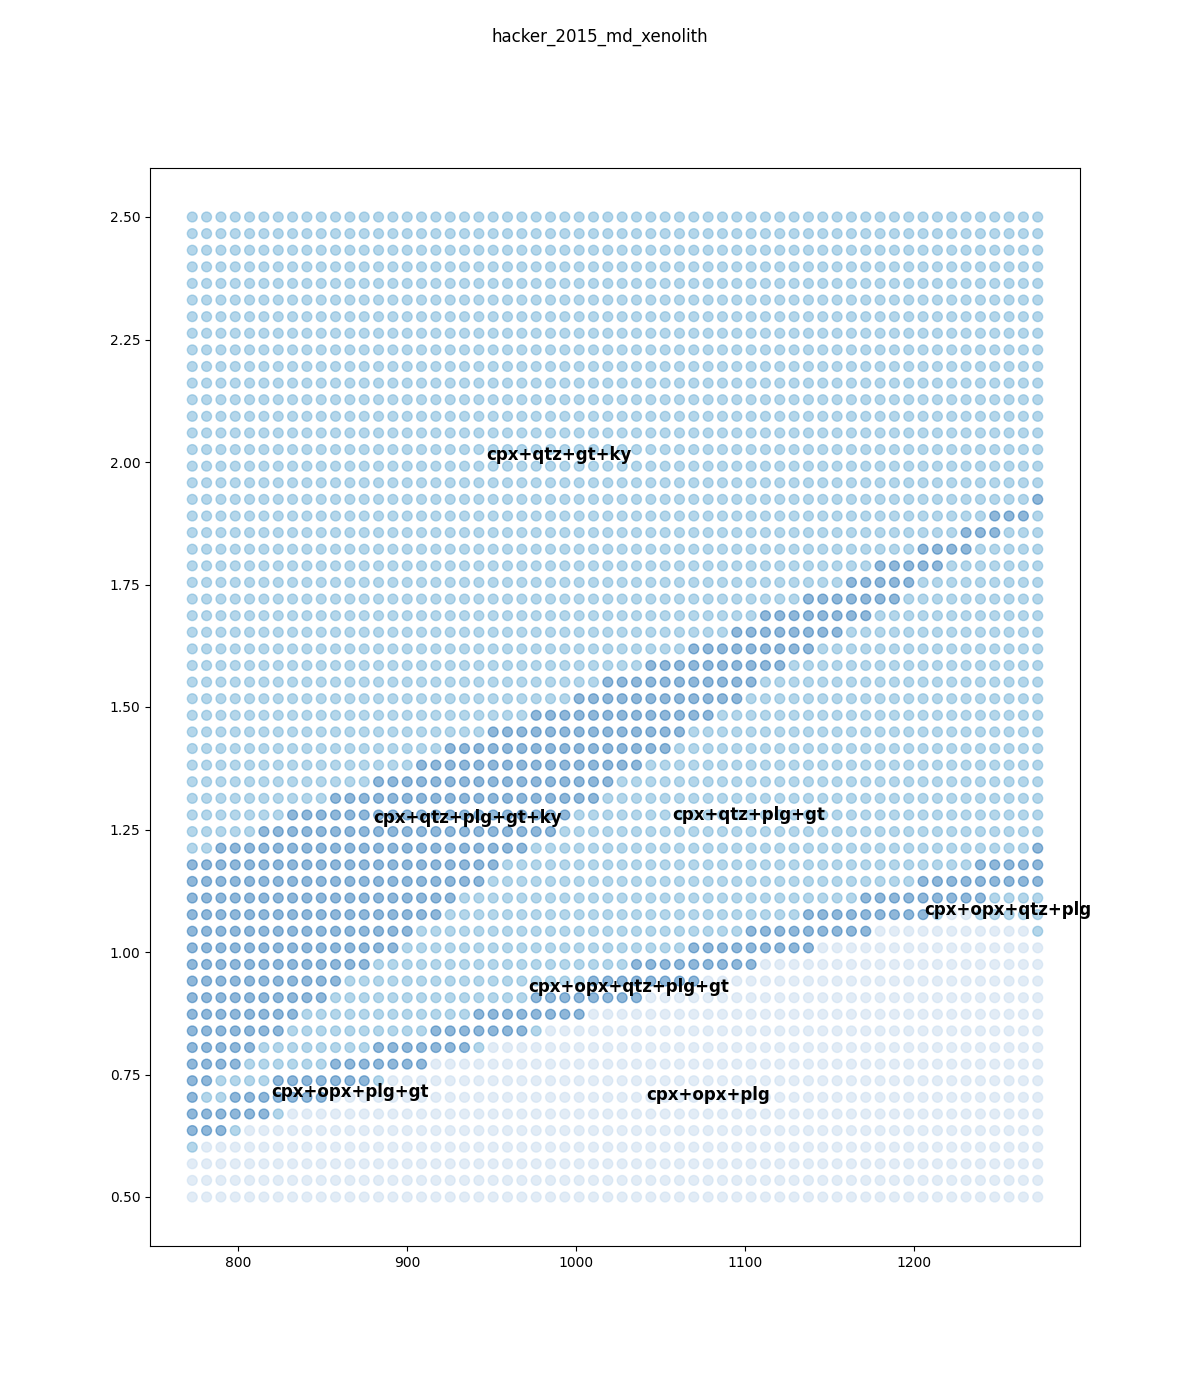 hacker_2015_md_xenolith
2.50
2.25
2.00
cpx+qtz+gt+ky
1.75
1.50
cpx+qtz+plg+gt+ky
cpx+qtz+plg+gt
1.25
cpx+opx+qtz+plg
1.00
cpx+opx+qtz+plg+gt
0.75
cpx+opx+plg+gt
cpx+opx+plg
0.50
800 900 1000 1100 1200